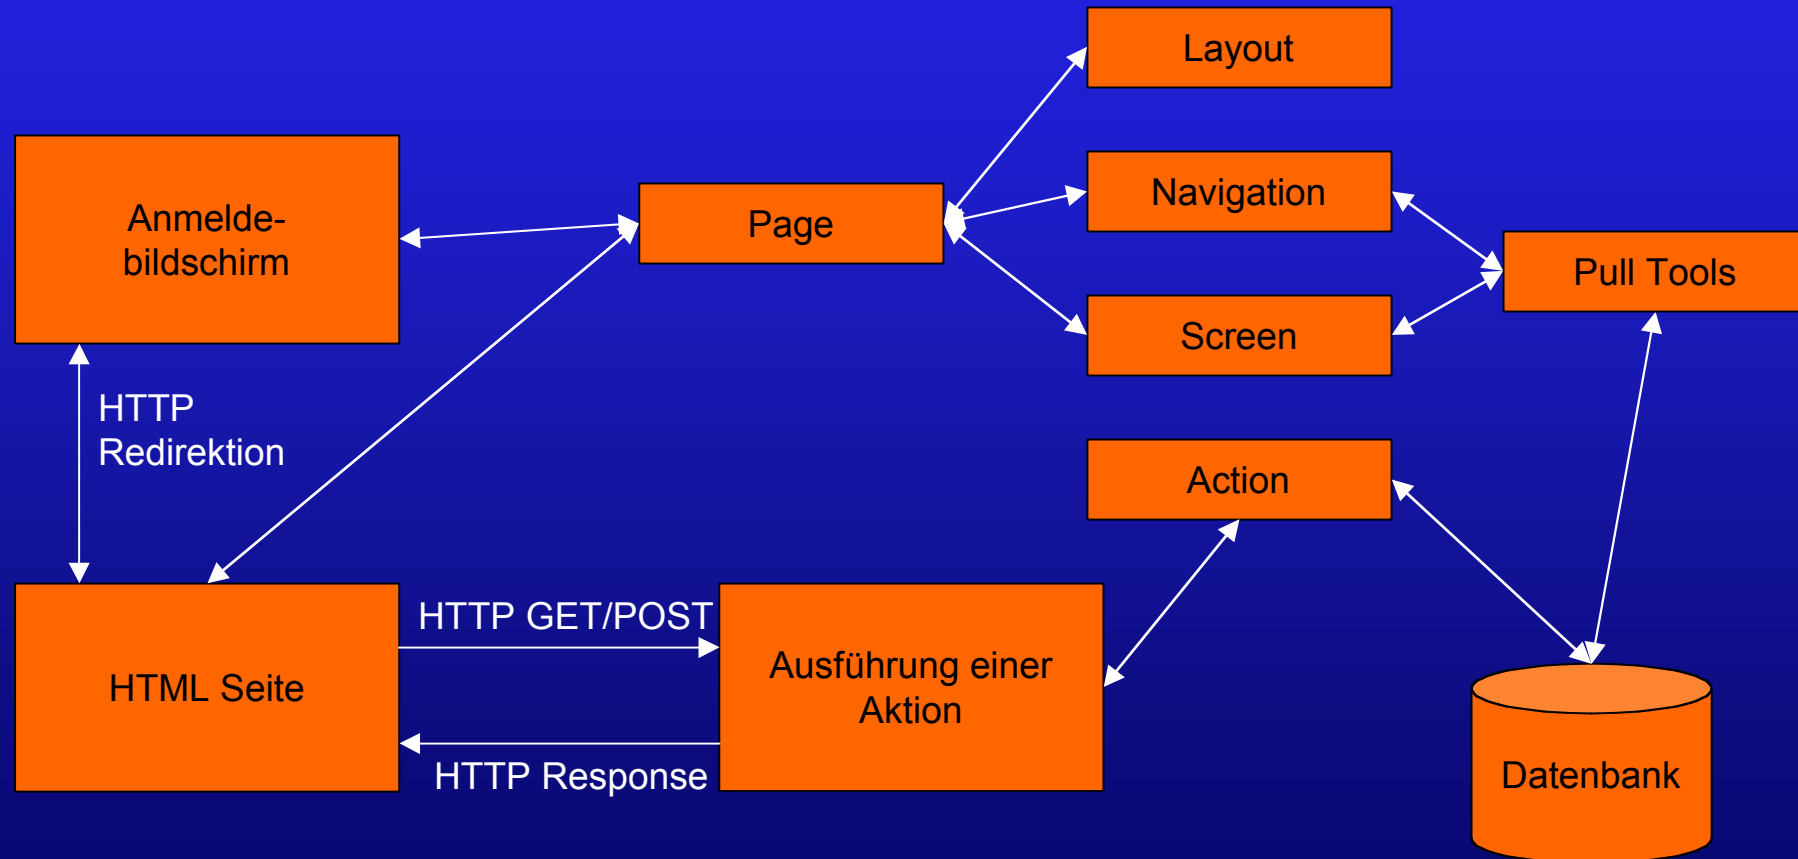 Layout
Anmelde-
bildschirm
Page
Navigation
Pull Tools
Screen
HTTP
Redirektion
Action
HTML Seite
HTTP GET/POST
Ausführung einer
Aktion
HTTP Response
Datenbank